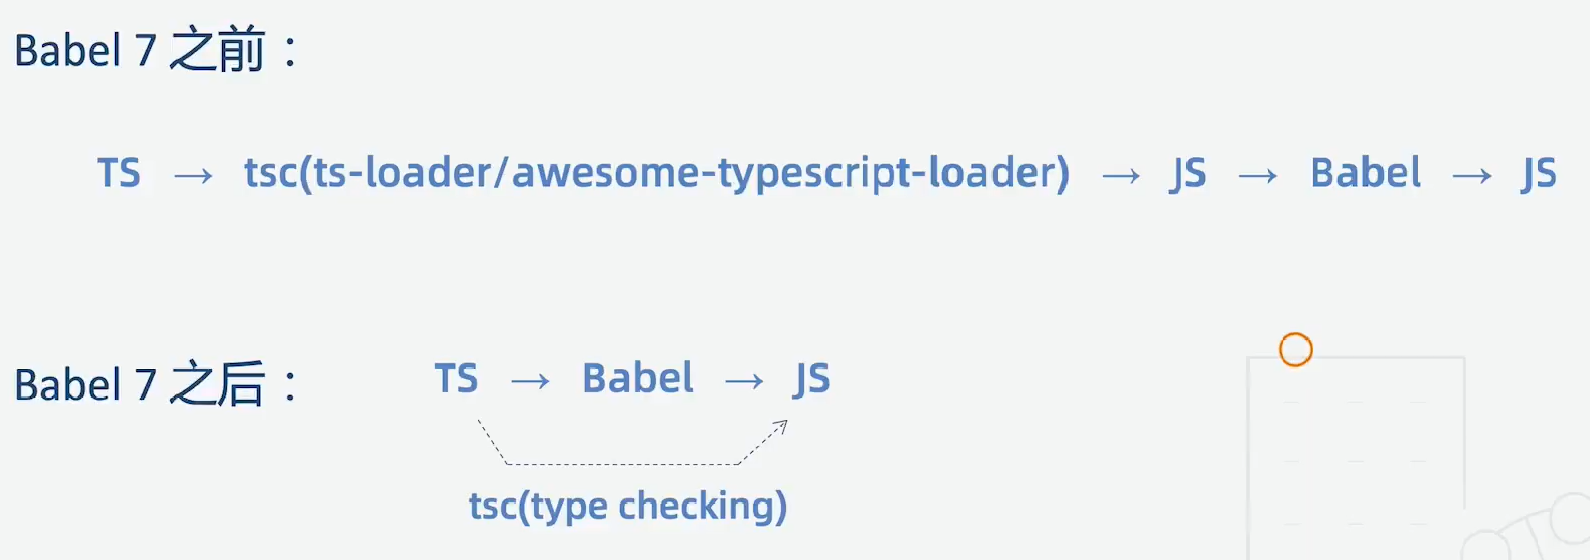 Babel 7 之前：
TS → tsc(ts-loader/awesome-typescript-loader) → JS → Babel → JS
Babel 7 之后：
TS → Babel → JS
tsc(type checking)